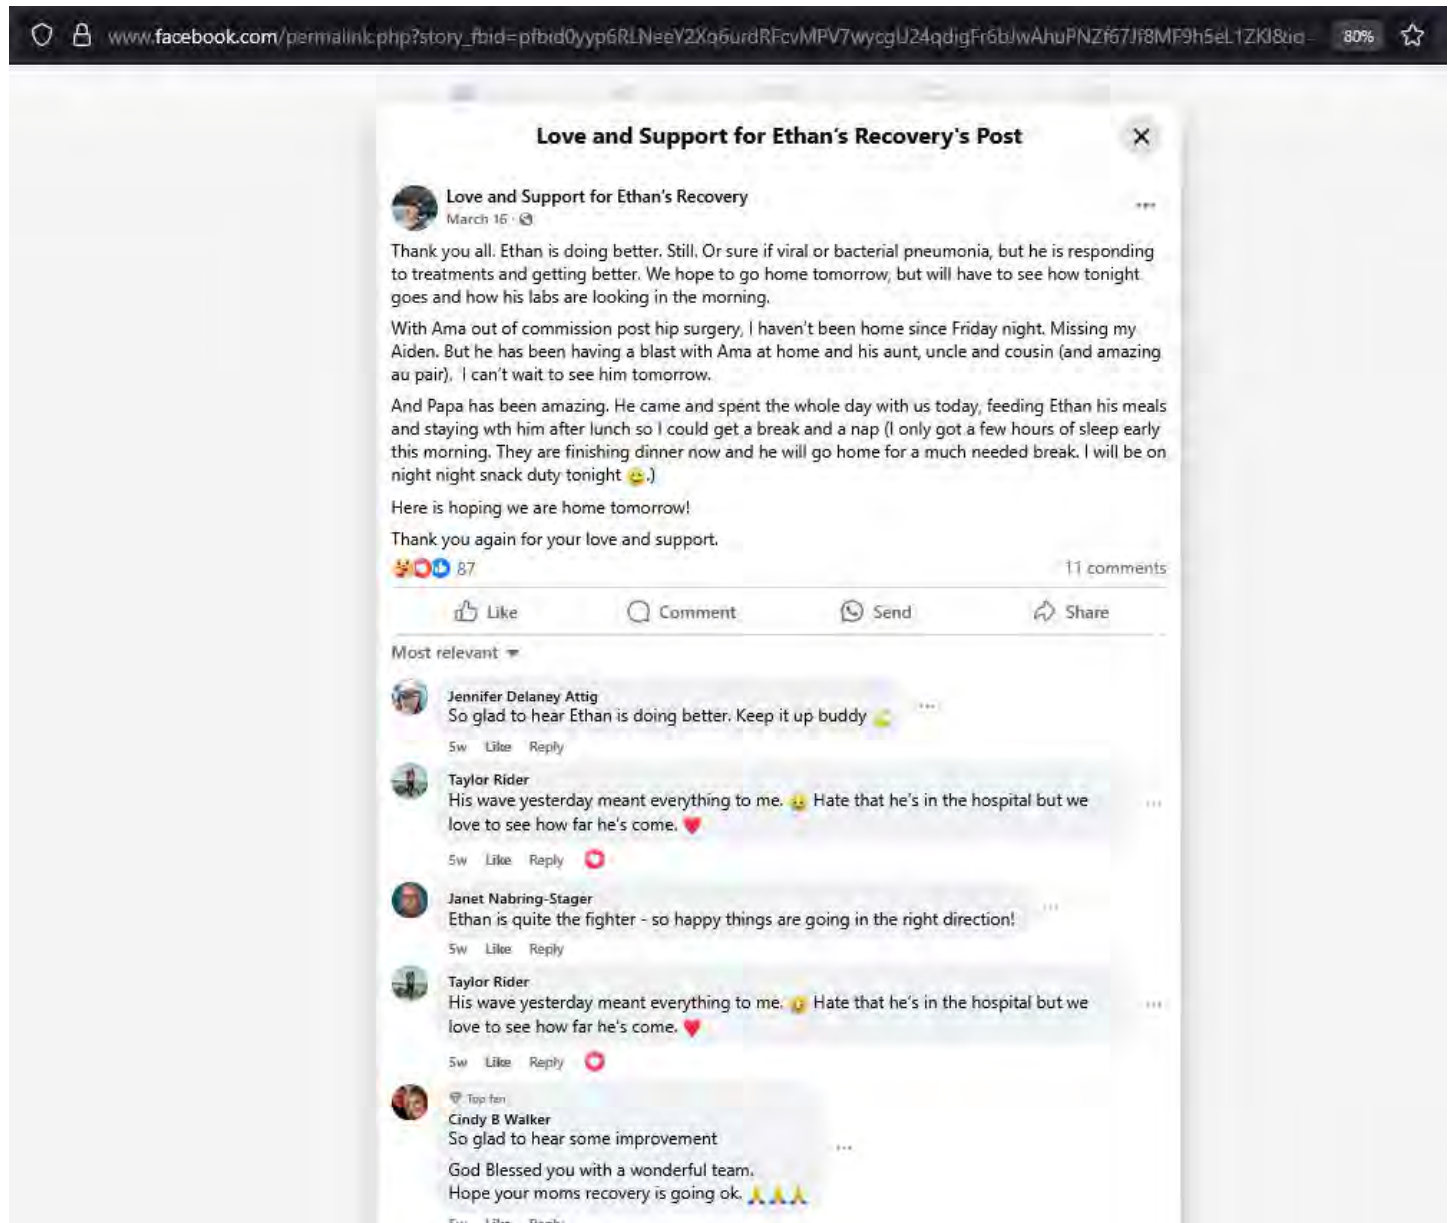 www.facebook.com/permalink.php?story_fbid=pfbid0yyp6RLNeeY2Xq6urdRFcvMPV7wycgU24qdigFr6bJwAhuPNZf67Jf8MF9h5eL1ZKJ&id
80%
Love and Support for Ethan's Recovery's Post
Love and Support for Ethan's Recovery
March 16 ·
Thank you all. Ethan is doing better. Still. Or sure if viral or bacterial pneumonia, but he is responding
to treatments and getting better. We hope to go home tomorrow, but will have to see how tonight
goes and how his labs are looking in the morning.
With Ama out of commission post hip surgery, I haven't been home since Friday night. Missing my
Aiden. But he has been having a blast with Ama at home and his aunt, uncle and cousin (and amazing
au pair). I can't wait to see him tomorrow.
And Papa has been amazing. He came and spent the whole day with us today, feeding Ethan his meals
and staying wth him after lunch so I could get a break and a nap (I only got a few hours of sleep early
this morning. They are finishing dinner now and he will go home for a much needed break. I will be on
night night snack duty tonight 😀.)
Here is hoping we are home tomorrow!
Thank you again for your love and support.
87
11 comments
Like
Comment
Send
Share
Most relevant
Jennifer Delaney Attig
So glad to hear Ethan is doing better. Keep it up buddy
5w Like Reply
Taylor Rider
His wave yesterday meant everything to me. Hate that he's in the hospital but we
love to see how far he's come. ❤️
5w Like Reply
Janet Nabring-Stager
Ethan is quite the fighter - so happy things are going in the right direction!
5w Like Reply
Taylor Rider
His wave yesterday meant everything to me. Hate that he's in the hospital but we
love to see how far he's come. ❤️
5w Like Reply
Top fan
Cindy B Walker
So glad to hear some improvement
God Blessed you with a wonderful team.
Hope your moms recovery is going ok. 🙏🙏🙏
5w Like Reply